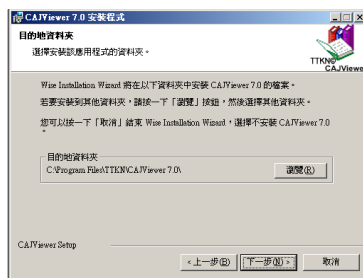 CAJViewer 7.0 安裝程式
目的地資料夾
選擇安裝該應用程式的資料夾。
TTKN
CAJViewer
Wise Installation Wizard 將在以下資料夾中安裝 CAJViewer 7.0 的檔案。
若要安裝到其他資料夾，請按一下「瀏覽」按鈕，然後選擇其他資料夾。
您可以按一下「取消」結束 Wise Installation Wizard，選擇不安裝 CAJViewer 7.0
。
目的地資料夾
C:\Program Files\TTKN\CAJViewer 7.0\
瀏覽(R)
CAJViewer Setup
< 上一步(B)
下一步(N) >
取消